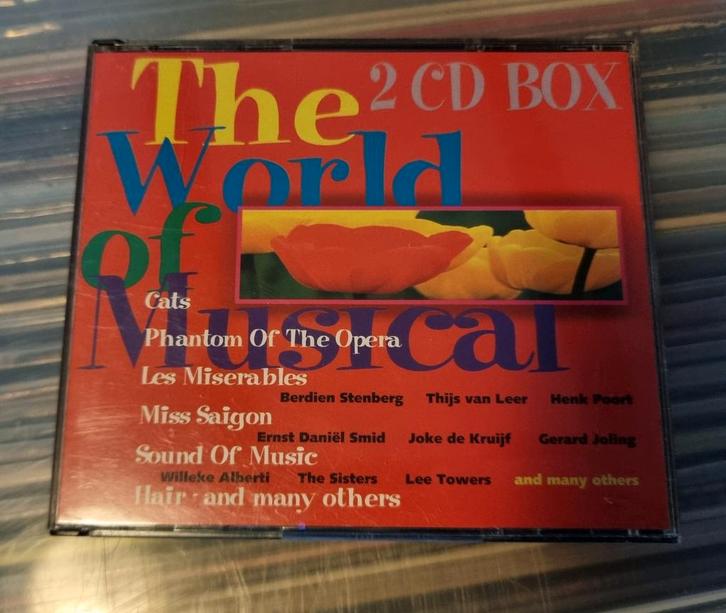 The
2 CD BOX
World
of
Musical
Cats
Phantom Of The Opera
Les Miserables
Berdien Stenberg Thijs van Leer Henk Poort
Miss Saigon
Ernst Daniël Smid Joke de Kruijf Gerard Joling
Sound Of Music
Willeke Alberti The Sisters Lee Towers and many others
Hair - and many others